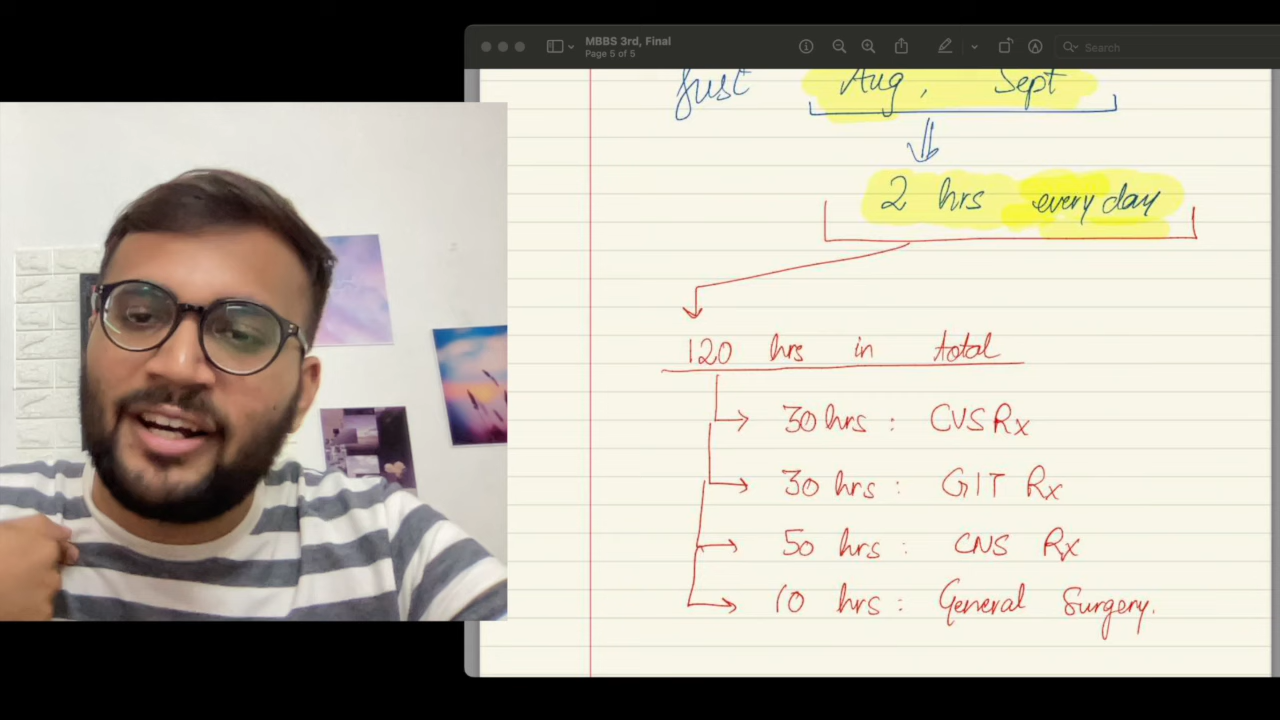 MBBS 3rd, Final
Page 5 of 5
Search
Just Aug, Sept
2 hrs every day
120 hrs in total
30 hrs : CVS Rx
30 hrs : GIT Rx
50 hrs : CNS Rx
10 hrs : General Surgery.